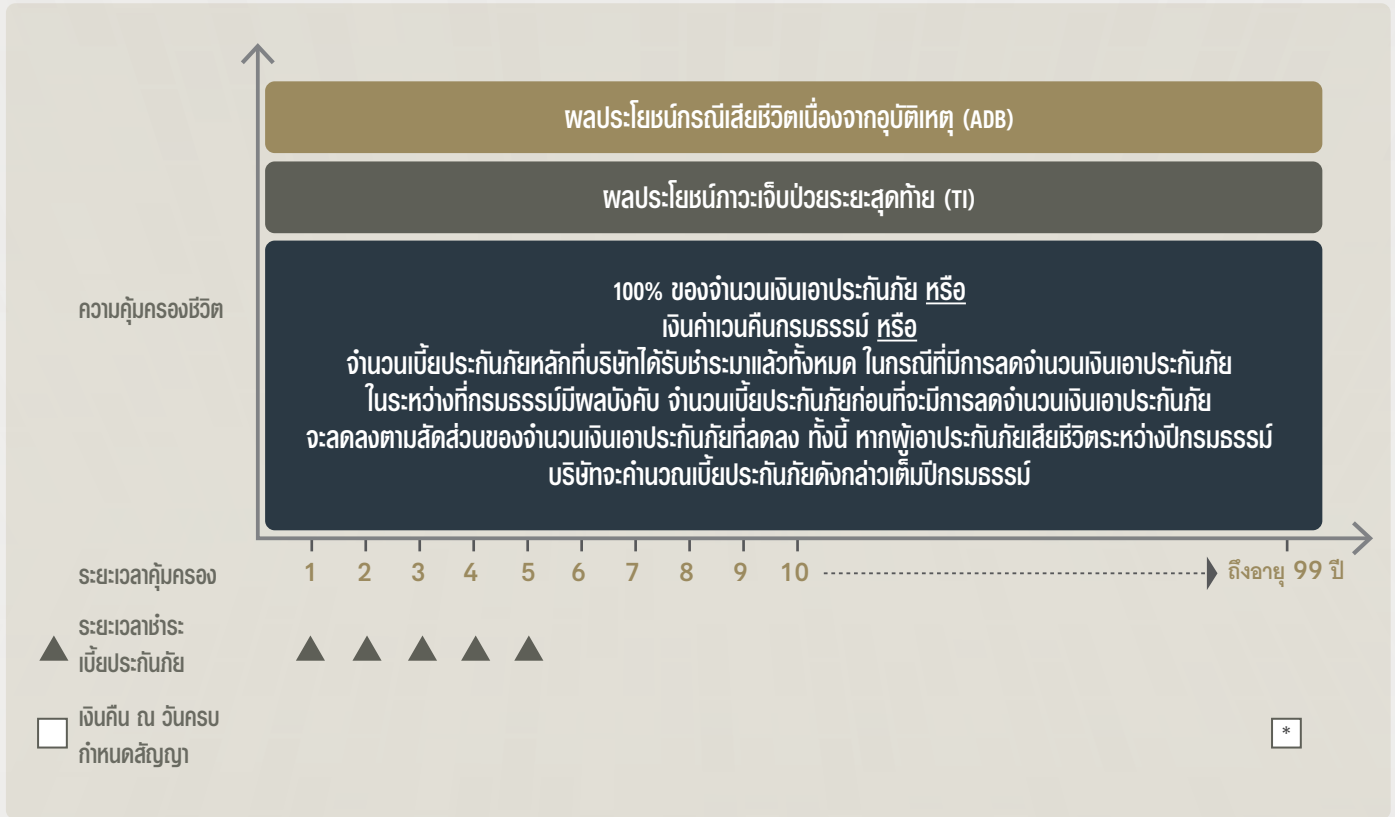 ผลประโยชน์กรณีเสียชีวิตเนื่องจากอุบัติเหตุ (ADB)
ผลประโยชน์ภาวะเจ็บป่วยระยะสุดท้าย (TI)
ความคุ้มครองชีวิต
100% ของจำนวนเงินเอาประกันภัย หรือ
เงินค่าเวนคืนกรมธรรม์ หรือ
จำนวนเบี้ยประกันภัยหลักที่บริษัทได้รับชำระมาแล้วทั้งหมด ในกรณีที่มีการลดจำนวนเงินเอาประกันภัย
ในระหว่างที่กรมธรรม์มีผลบังคับ จำนวนเบี้ยประกันภัยก่อนที่จะมีการลดจำนวนเงินเอาประกันภัย
จะลดลงตามสัดส่วนของจำนวนเงินเอาประกันภัยที่ลดลง ทั้งนี้ หากผู้เอาประกันภัยเสียชีวิตระหว่างปีกรมธรรม์
บริษัทจะคำนวณเบี้ยประกันภัยดังกล่าวเต็มปีกรมธรรม์
ระยะเวลาคุ้มครอง 1 2 3 4 5 6 7 8 9 10 ถึงอายุ 99 ปี
ระยะเวลาชำระ
เบี้ยประกันภัย
เงินคืน ณ วันครบ
กำหนดสัญญา
*